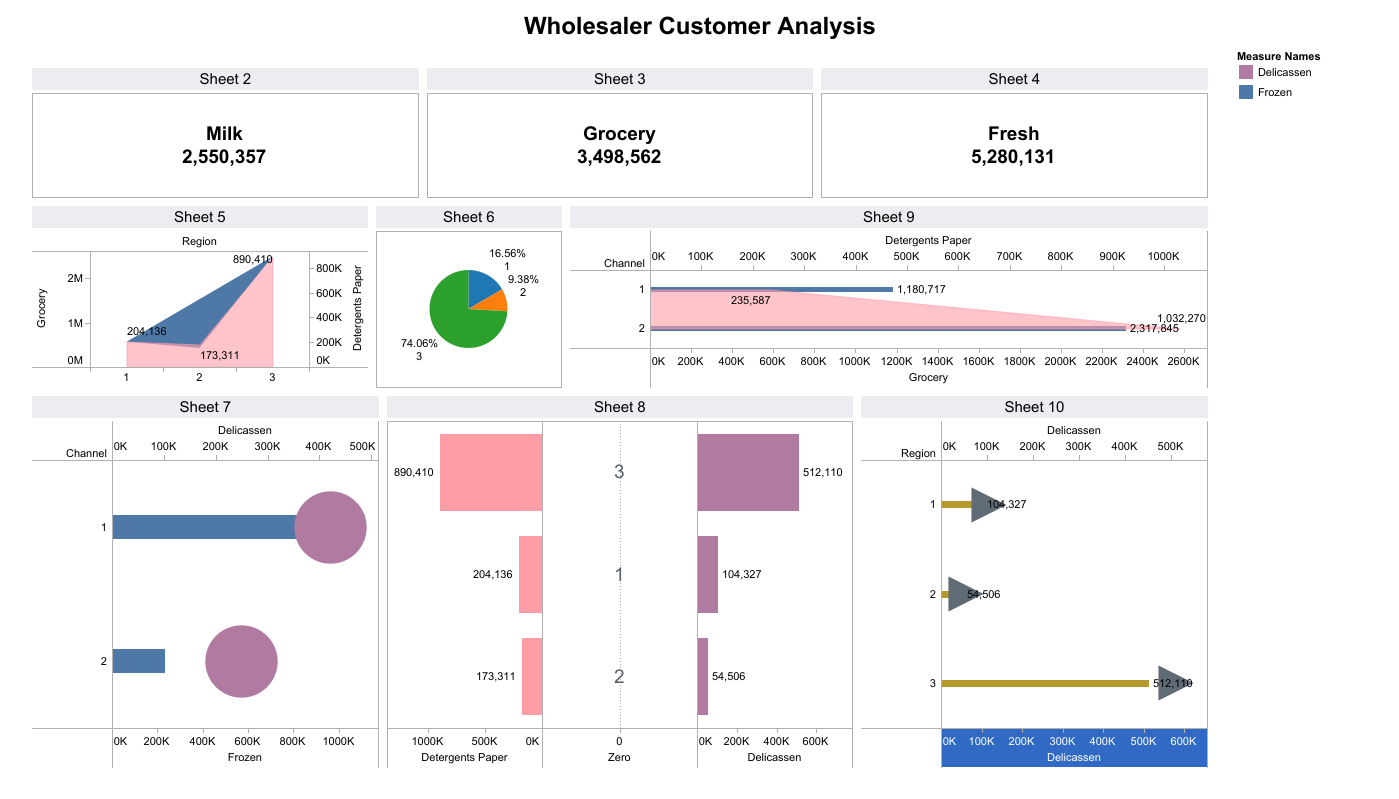 Wholesaler Customer Analysis
Measure Names
Delicassen
Frozen
Sheet 2
Sheet 3
Sheet 4
Milk
2,550,357
Grocery
3,498,562
Fresh
5,280,131
Sheet 5
Region
Grocery
2M
1M
0M
890,410
204,136
173,311
800K
600K
400K
200K
0K
Detergents Paper
1 2 3
Sheet 6
16.56%
1
9.38%
2
74.06%
3
Sheet 9
Detergents Paper
Channel
0K 100K 200K 300K 400K 500K 600K 700K 800K 900K 1000K
1
1,180,717
235,587
1,032,270
2
2,317,845
0K 200K 400K 600K 800K 1000K 1200K 1400K 1600K 1800K 2000K 2200K 2400K 2600K
Grocery
Sheet 7
Delicassen
Channel
0K 100K 200K 300K 400K 500K
1
2
0K 200K 400K 600K 800K 1000K
Frozen
Sheet 8
890,410 3 512,110
204,136 1 104,327
173,311 2 54,506
1000K 500K 0K 0 0K 200K 400K 600K
Detergents Paper Zero Delicassen
Sheet 10
Delicassen
Region
0K 100K 200K 300K 400K 500K
1 104,327
2 54,506
3 512,110
0K 100K 200K 300K 400K 500K 600K
Delicassen